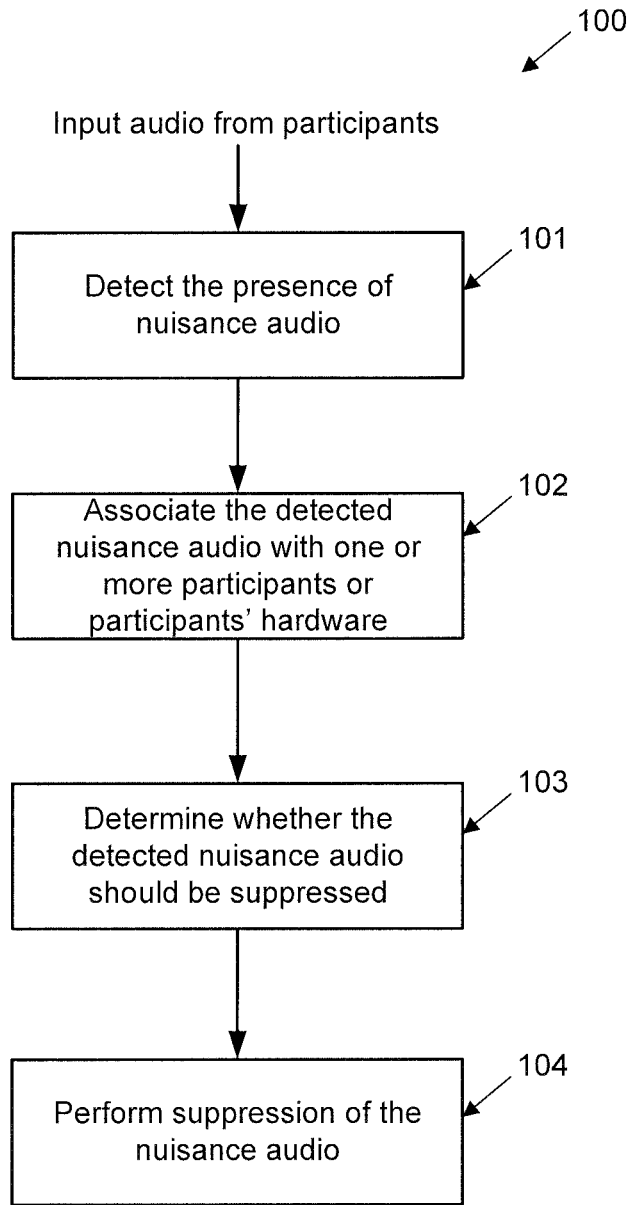 100
Input audio from participants
101
Detect the presence of
nuisance audio
102
Associate the detected
nuisance audio with one or
more participants or
participants’ hardware
103
Determine whether the
detected nuisance audio
should be suppressed
104
Perform suppression of the
nuisance audio